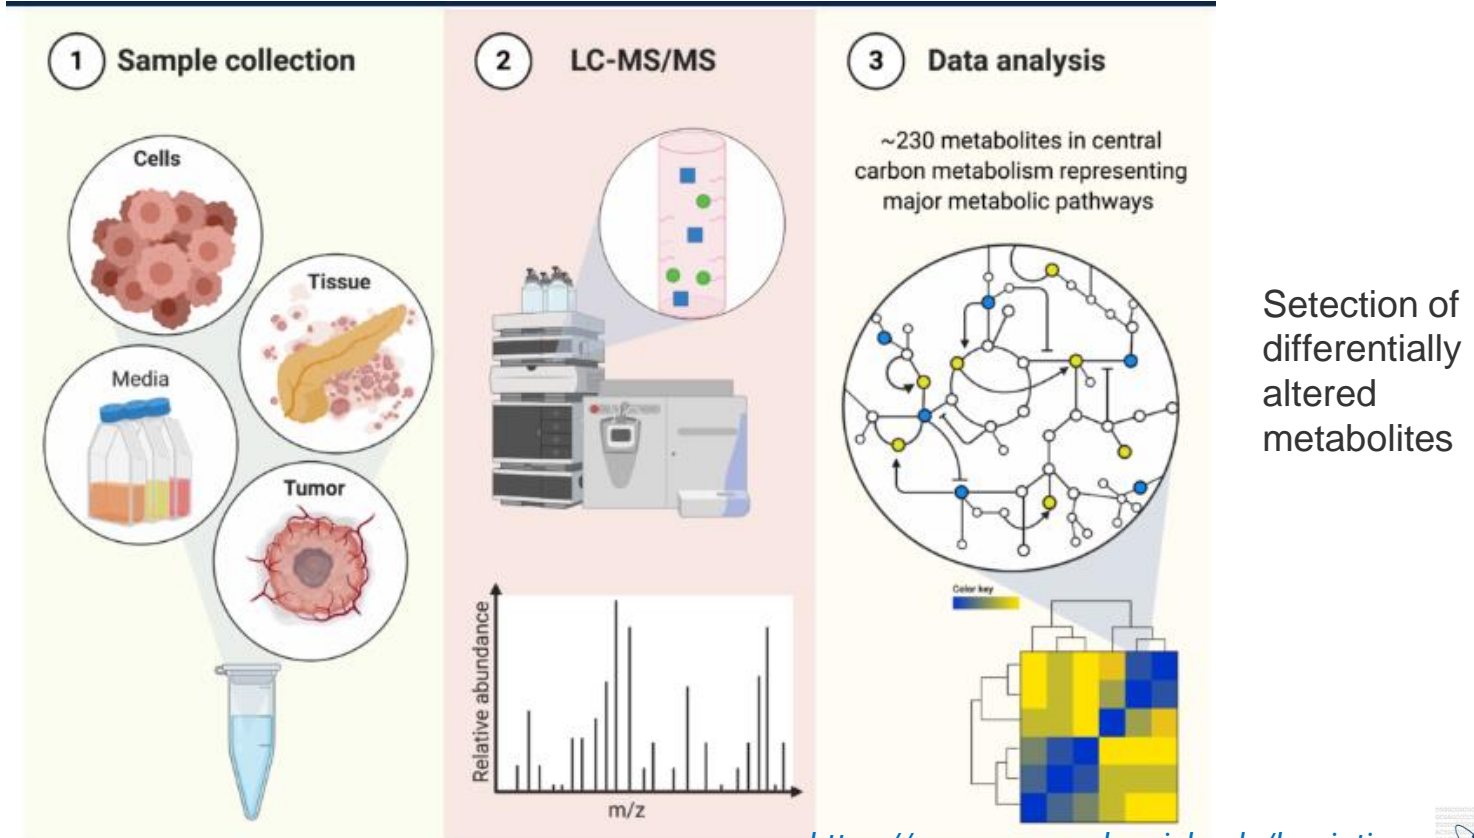 1 Sample collection
Cells
Tissue
Media
Tumor
2 LC-MS/MS
Relative abundance
m/z
3 Data analysis
~230 metabolites in central
carbon metabolism representing
major metabolic pathways
Color key
Setection of
differentially
altered
metabolites